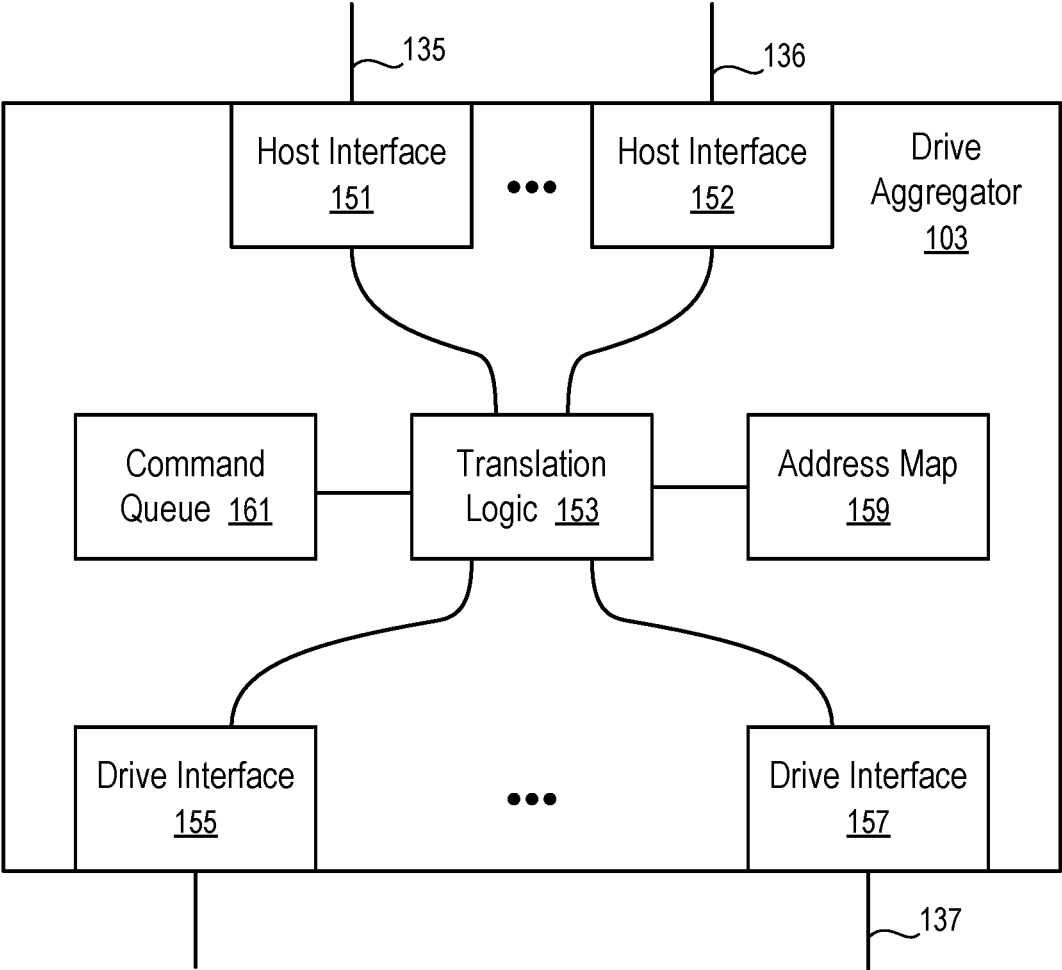 135
136
Host Interface
151
Host Interface
152
Drive
Aggregator
103
Command
Queue 161
Translation
Logic 153
Address Map
159
Drive Interface
155
Drive Interface
157
137